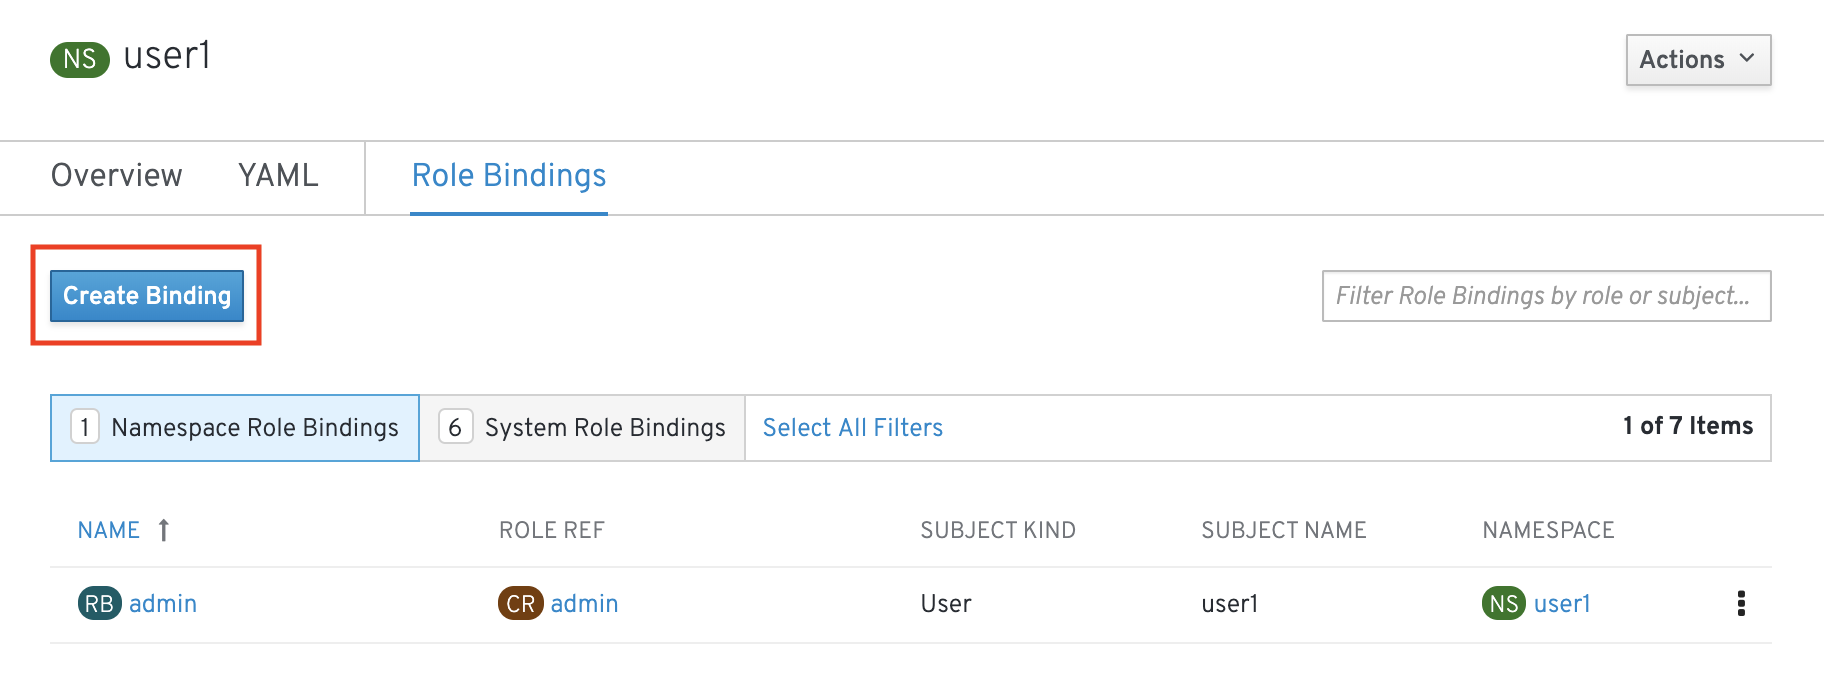 NS user1
Actions
Overview YAML Role Bindings
Create Binding
Filter Role Bindings by role or subject...
1 Namespace Role Bindings 6 System Role Bindings Select All Filters 1 of 7 Items
NAME ROLE REF SUBJECT KIND SUBJECT NAME NAMESPACE
RB admin CR admin User user1 NS user1